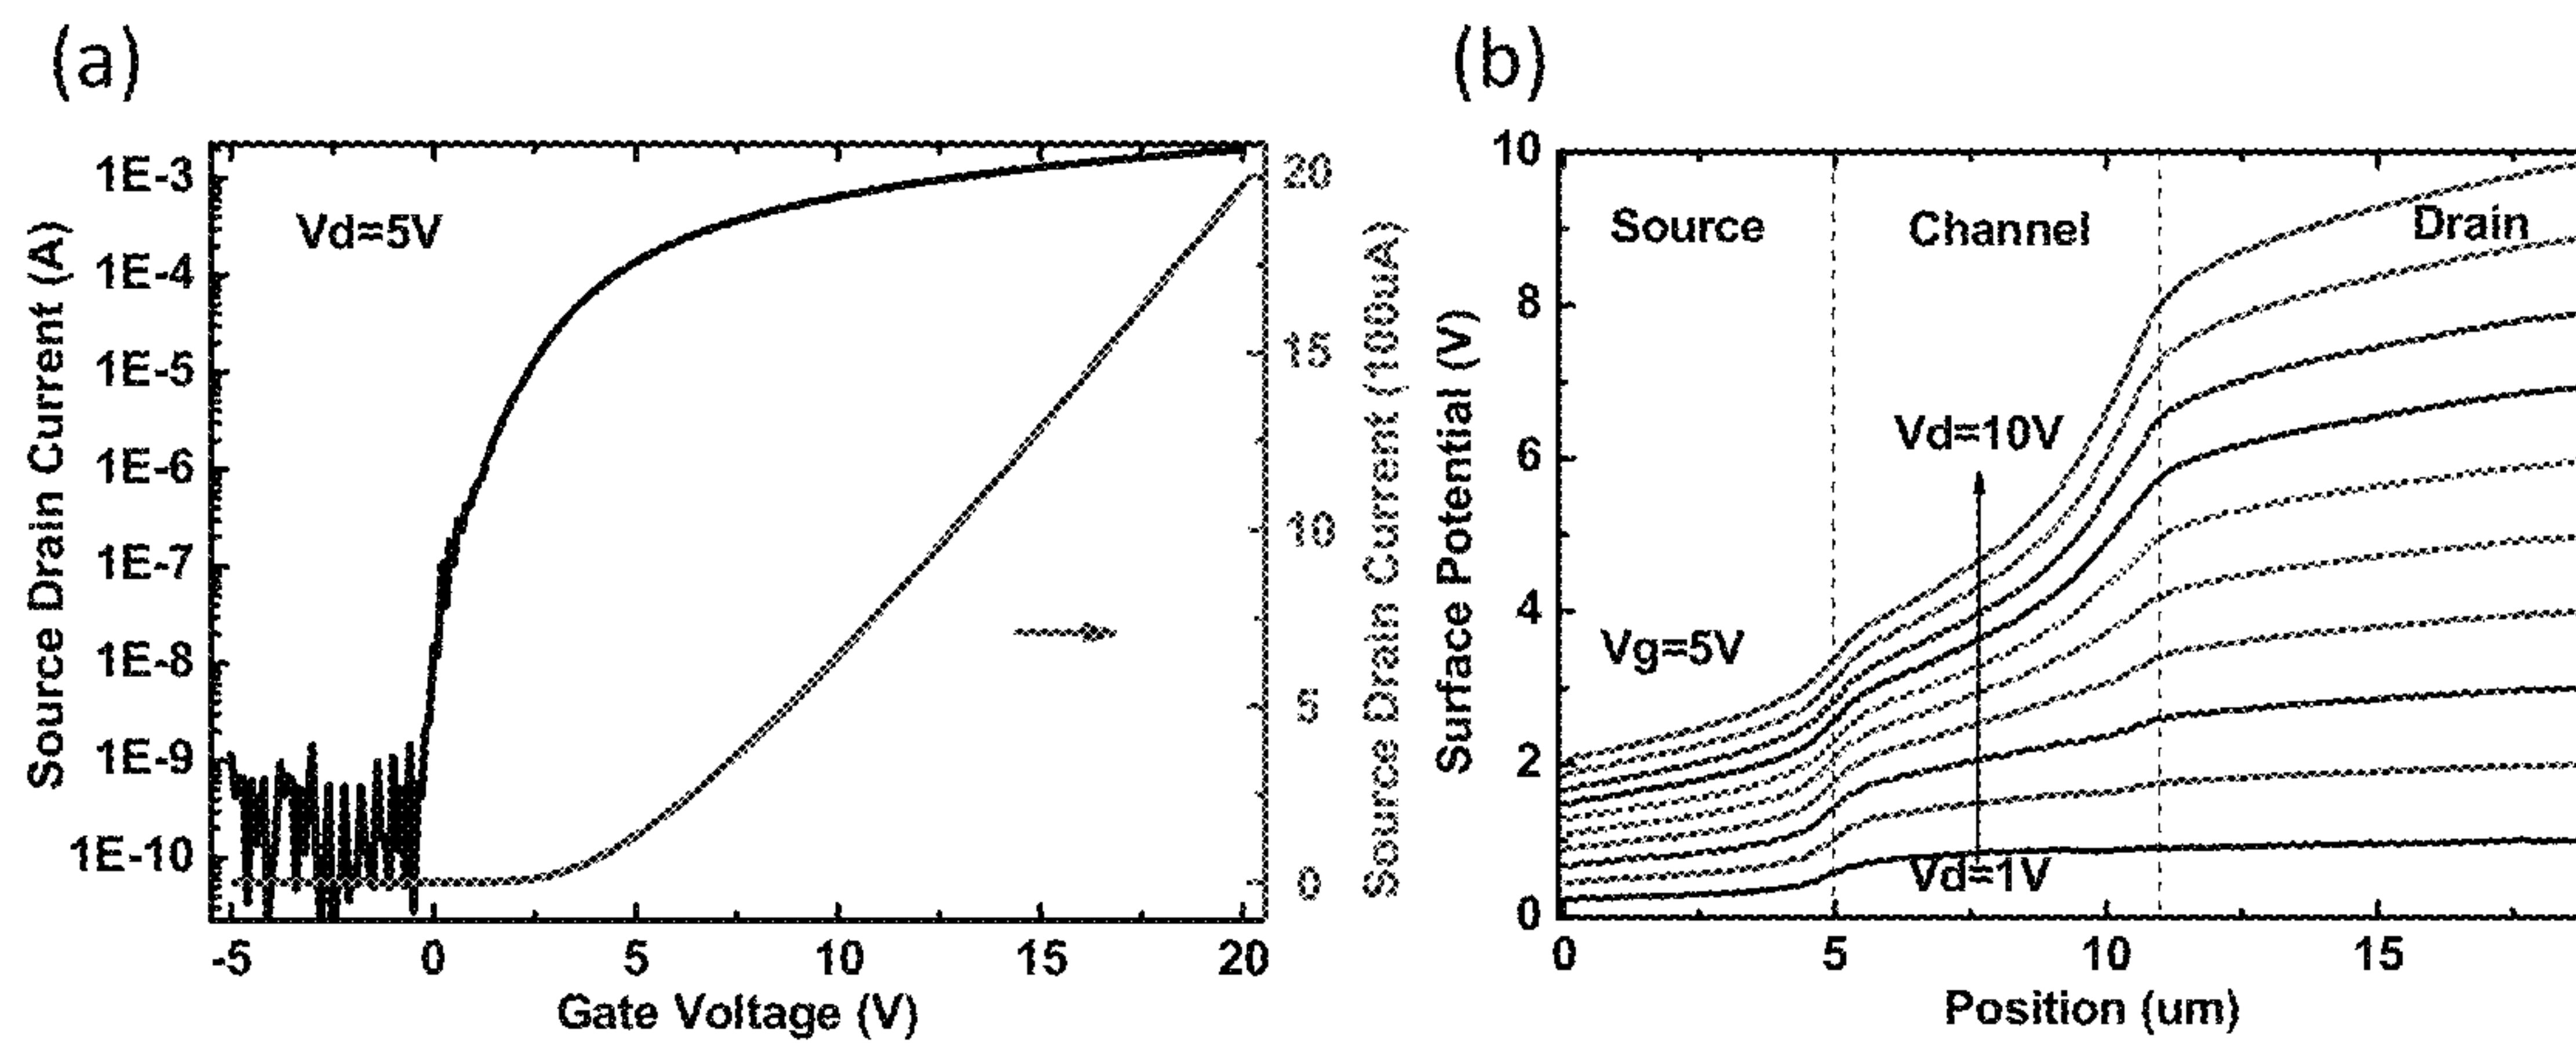 (a)
Vd=5V
Source Drain Current (A)
1E-3
1E-4
1E-5
1E-6
1E-7
1E-8
1E-9
1E-10
20
15
10
5
0
Source Drain Current (100uA)
-5 0 5 10 15 20
Gate Voltage (V)
(b)
Source Channel Drain
Vd=10V
Vg=5V
Vd=1V
Surface Potential (V)
10
8
6
4
2
0
0 5 10 15
Position (um)